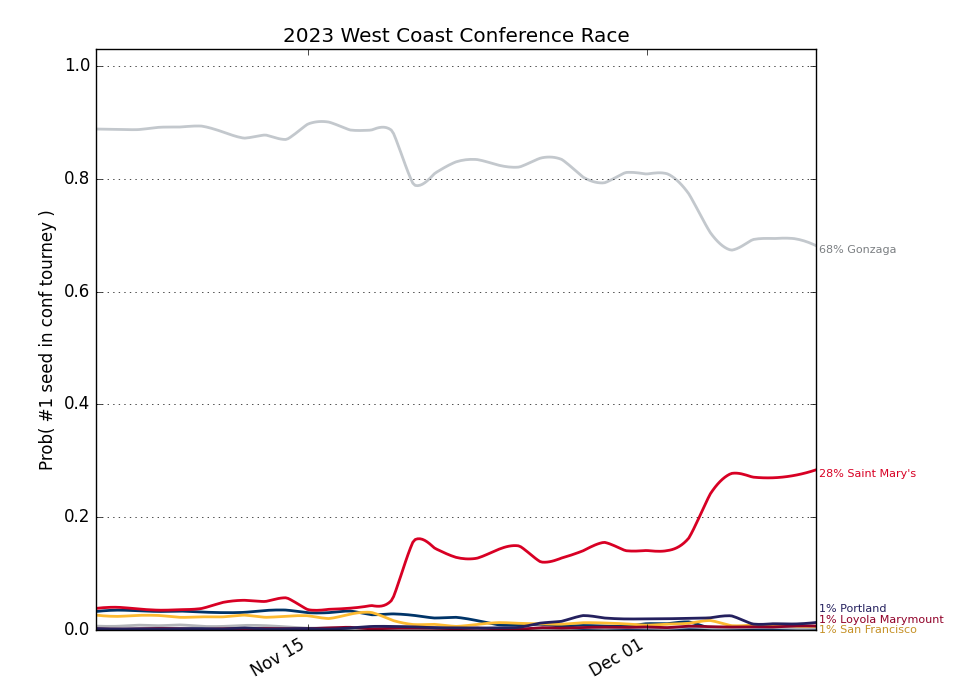 2023 West Coast Conference Race
Prob( #1 seed in conf tourney )
1.0
0.8
0.6
0.4
0.2
0.0
Nov 15
Dec 01
68% Gonzaga
28% Saint Mary's
1% Portland
1% Loyola Marymount
1% San Francisco